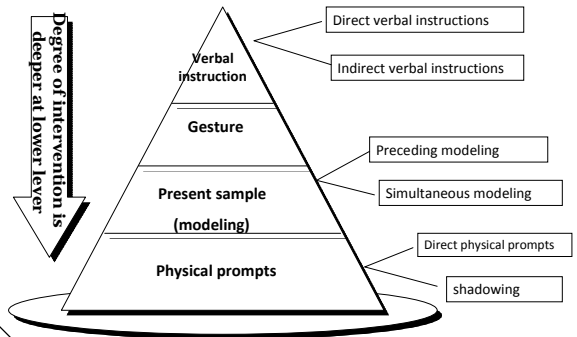 Degree of intervention is
deeper at lower lever
Verbal
instruction
Gesture
Present sample
(modeling)
Physical prompts
Direct verbal instructions
Indirect verbal instructions
Preceding modeling
Simultaneous modeling
Direct physical prompts
shadowing